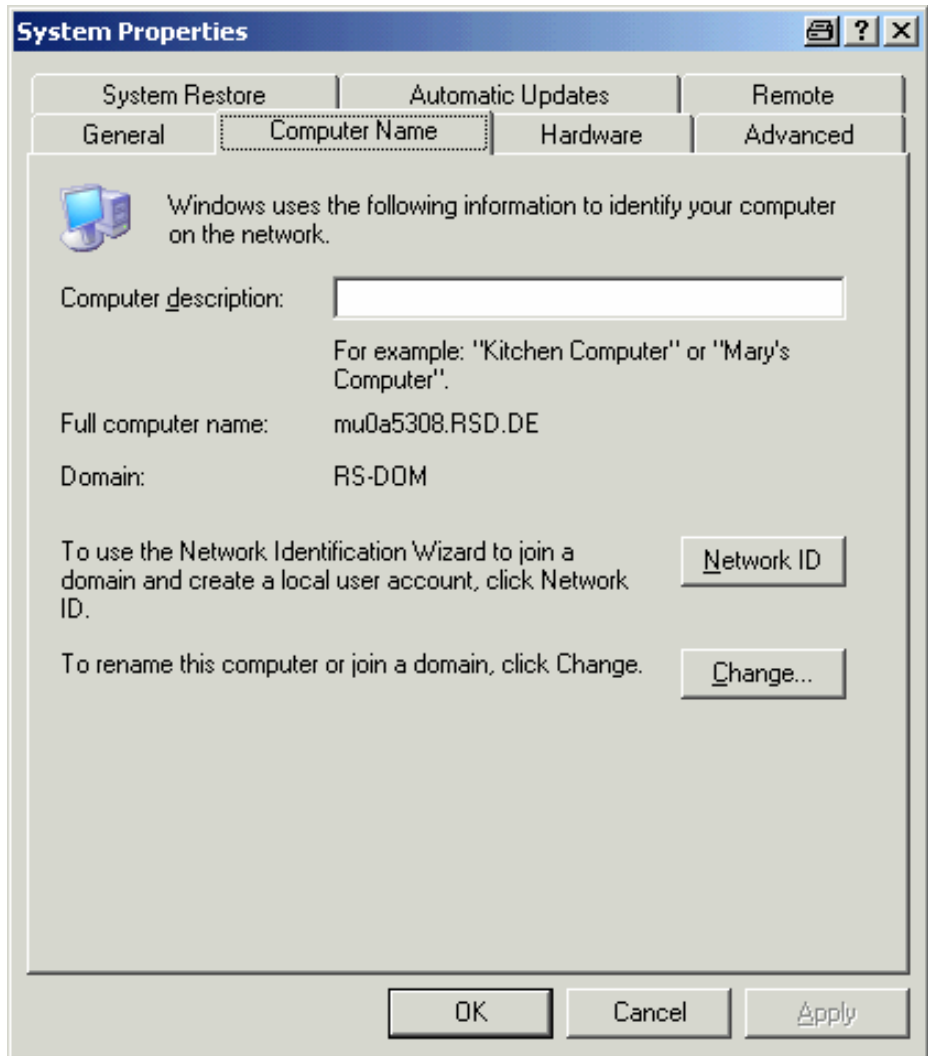 System Properties
System Restore
Automatic Updates
Remote
General
Computer Name
Hardware
Advanced
Windows uses the following information to identify your computer
on the network.
Computer description:
For example: "Kitchen Computer" or "Mary's
Computer".
Full computer name:
mu0a5308.RSD.DE
Domain:
RS-DOM
To use the Network Identification Wizard to join a
domain and create a local user account, click Network
ID.
Network ID
To rename this computer or join a domain, click Change.
Change...
OK
Cancel
Apply